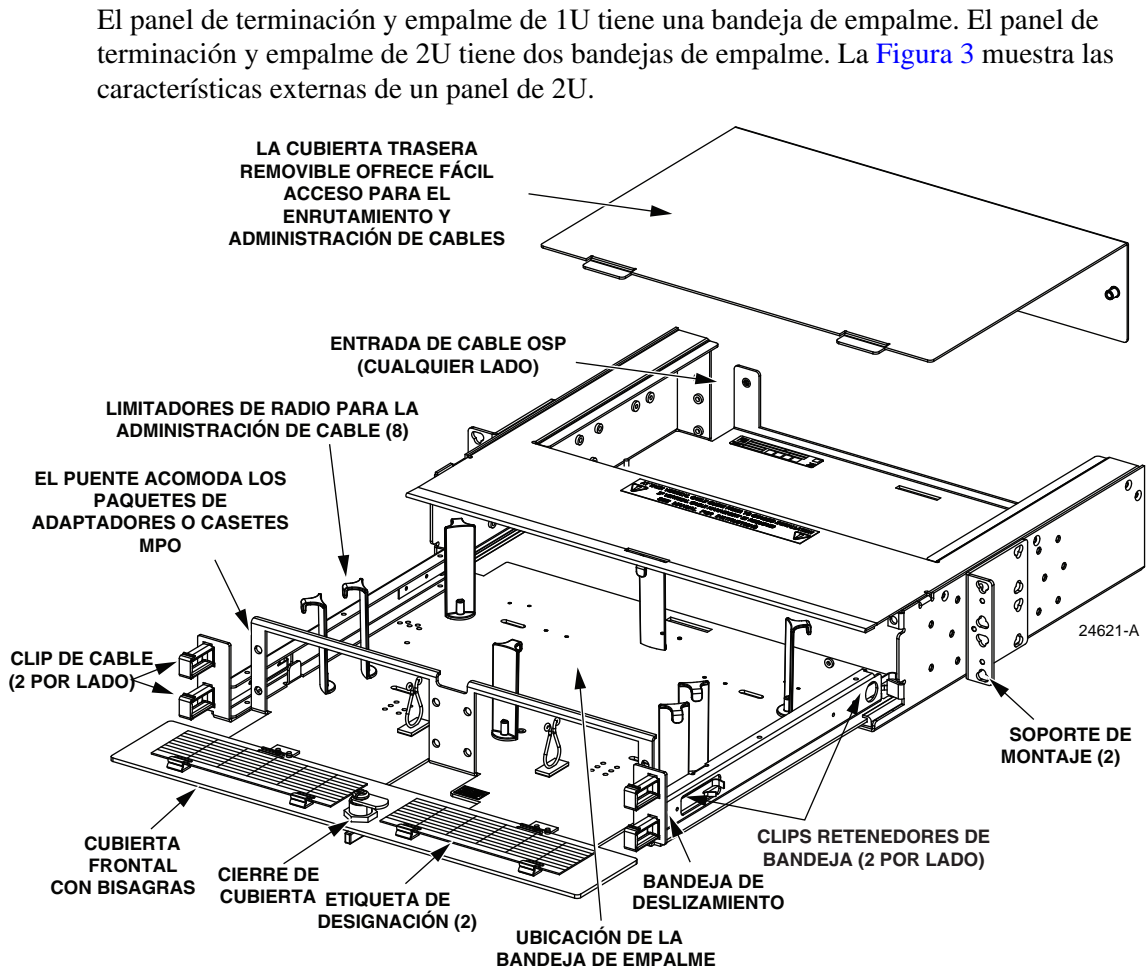 El panel de terminación y empalme de 1U tiene una bandeja de empalme. El panel de
terminación y empalme de 2U tiene dos bandejas de empalme. La Figura 3 muestra las
características externas de un panel de 2U.
LA CUBIERTA TRASERA
REMOVIBLE OFRECE FÁCIL
ACCESO PARA EL
ENRUTAMIENTO Y
ADMINISTRACIÓN DE CABLES
ENTRADA DE CABLE OSP
(CUALQUIER LADO)
LIMITADORES DE RADIO PARA LA
ADMINISTRACIÓN DE CABLE (8)
EL PUENTE ACOMODA LOS
PAQUETES DE
ADAPTADORES O CASETES
MPO
CLIP DE CABLE
(2 POR LADO)
24621-A
SOPORTE DE
MONTAJE (2)
CLIPS RETENEDORES DE
BANDEJA (2 POR LADO)
CUBIERTA
FRONTAL
CON BISAGRAS
CIERRE DE
CUBIERTA
ETIQUETA DE
DESIGNACIÓN (2)
BANDEJA DE
DESLIZAMIENTO
UBICACIÓN DE LA
BANDEJA DE EMPALME